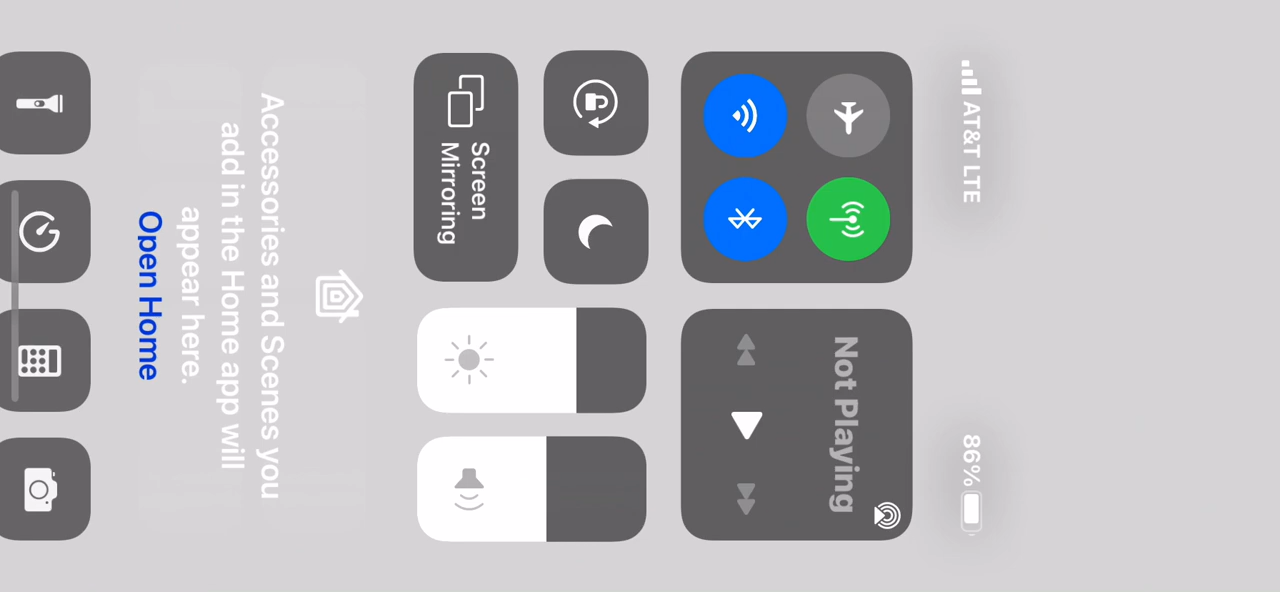 AT&T LTE
86%
Not Playing
Screen
Mirroring
Accessories and Scenes you
add in the Home app will
appear here.
Open Home